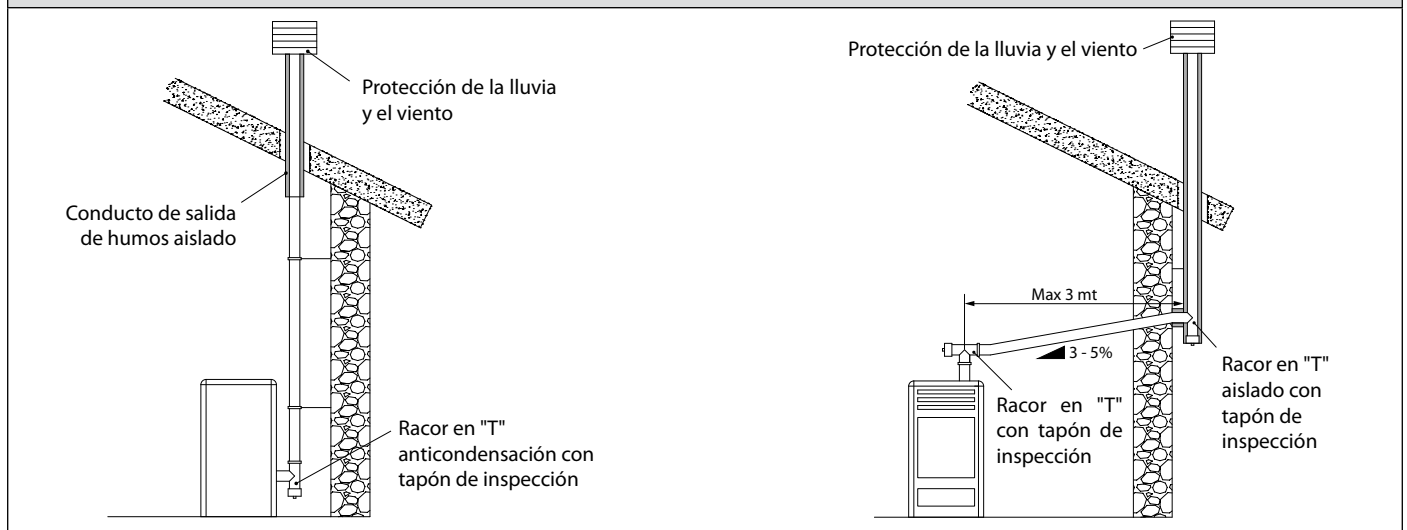 Protección de la lluvia
y el viento
Conducto de salida
de humos aislado
Racor en "T"
anticondensación con
tapón de inspección
Protección de la lluvia y el viento
Max 3 mt
3 - 5%
Racor en "T"
con tapón de
inspección
Racor en "T"
aislado con
tapón de
inspección